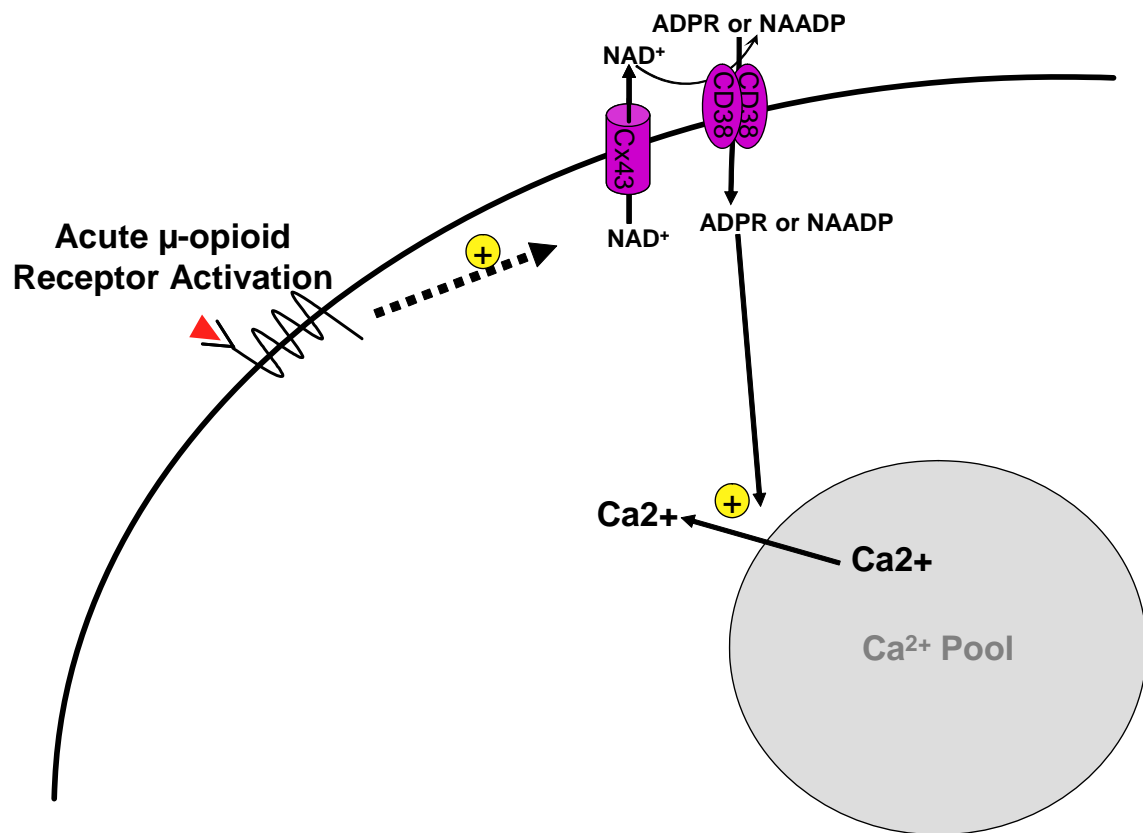 ADPR or NAADP
NAD⁺
CD38
CD38
Cx43
NAD⁺
ADPR or NAADP
Acute µ-opioid
Receptor Activation
+
+
Ca2+
Ca2+
Ca²⁺ Pool